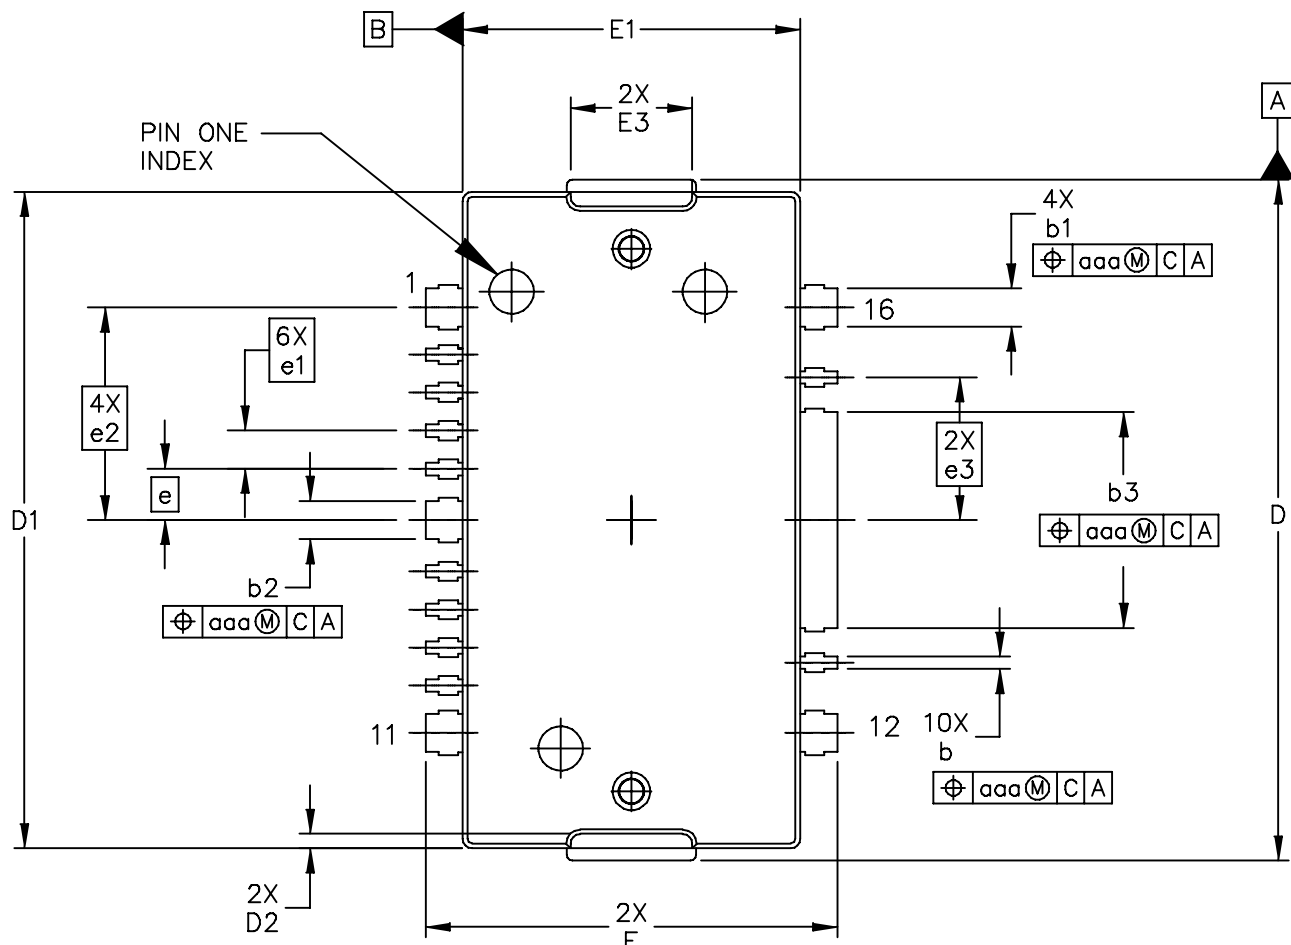 B
E1
A
2X
E3
PIN ONE
INDEX
4X
b1
aaa Ⓜ C A
1
16
6X
e1
4X
e2
2X
e3
e
b3
aaa Ⓜ C A
D1
D
b2
aaa Ⓜ C A
11
12
10X
b
aaa Ⓜ C A
2X
D2
2X